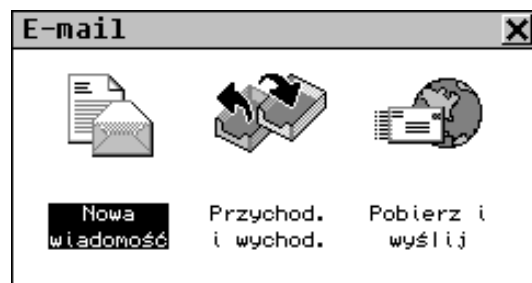 E-mail
Nowa
wiadomość
Przychod.
i wychod.
Pobierz i
wyślij